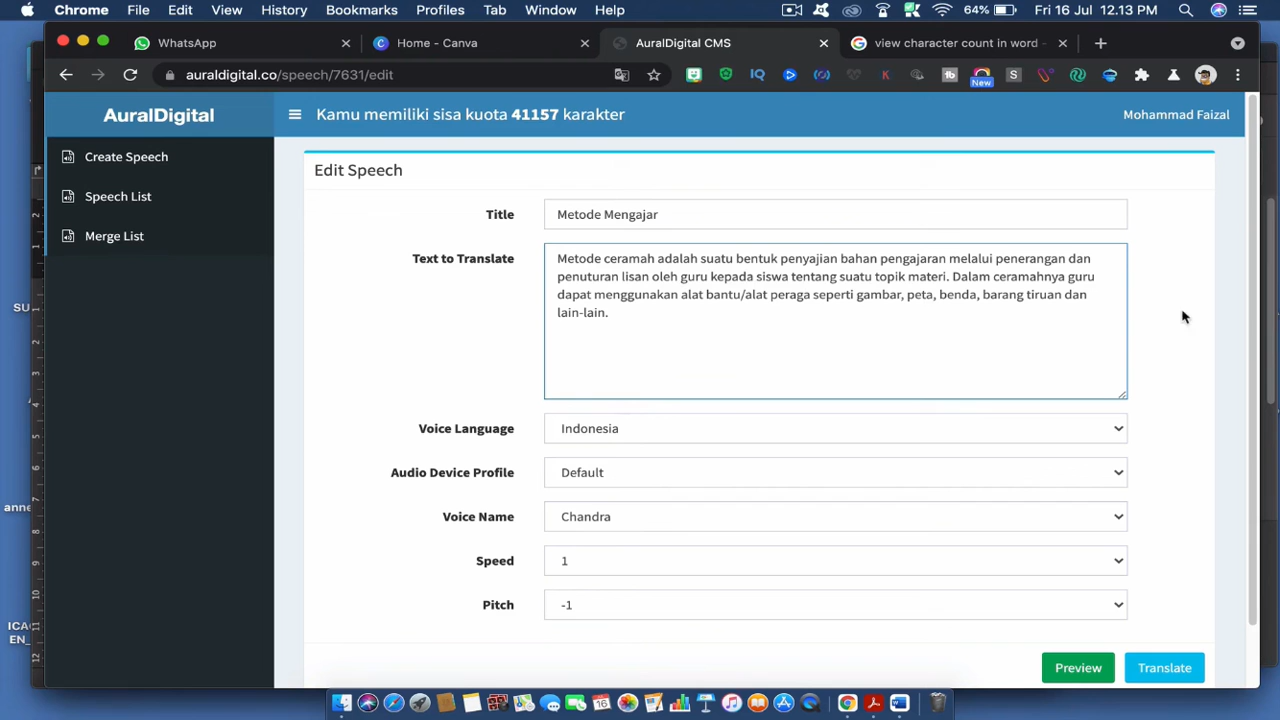 Chrome File Edit View History Bookmarks Profiles Tab Window Help 64% Fri 16 Jul 12.13 PM
WhatsApp Home - Canva AuralDigital CMS view character count in word -
auraldigital.co/speech/7631/edit
New
AuralDigital Kamu memiliki sisa kuota 41157 karakter Mohammad Faizal
Create Speech
Speech List
Merge List
Edit Speech
Title Metode Mengajar
Text to Translate Metode ceramah adalah suatu bentuk penyajian bahan pengajaran melalui penerangan dan
penuturan lisan oleh guru kepada siswa tentang suatu topik materi. Dalam ceramahnya guru
dapat menggunakan alat bantu/alat peraga seperti gambar, peta, benda, barang tiruan dan
lain-lain.
Voice Language Indonesia
Audio Device Profile Default
Voice Name Chandra
Speed 1
Pitch -1
Preview Translate
SU
anne
ICAO
EN_